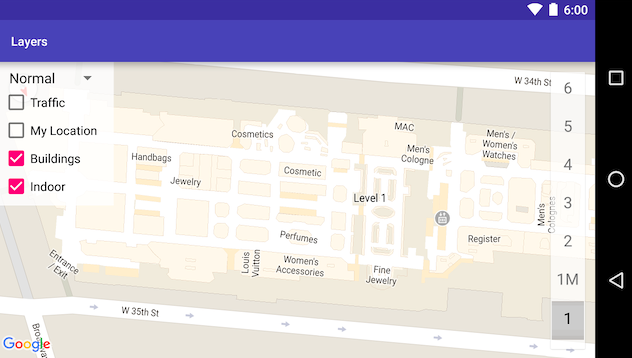 6:00
Layers
Normal
Traffic
My Location
Buildings
Indoor
W 34th St
6
5
4
3
2
1M
1
MAC
Cosmetics
Men's
Cologne
Men's /
Women's
Watches
Handbags
Jewelry
Cosmetic
Level 1
Men's
Colognes
Perfumes
Register
Louis
Vuitton
Women's
Accessories
Fine
Jewelry
Entrance
/ Exit
W 35th St
Google